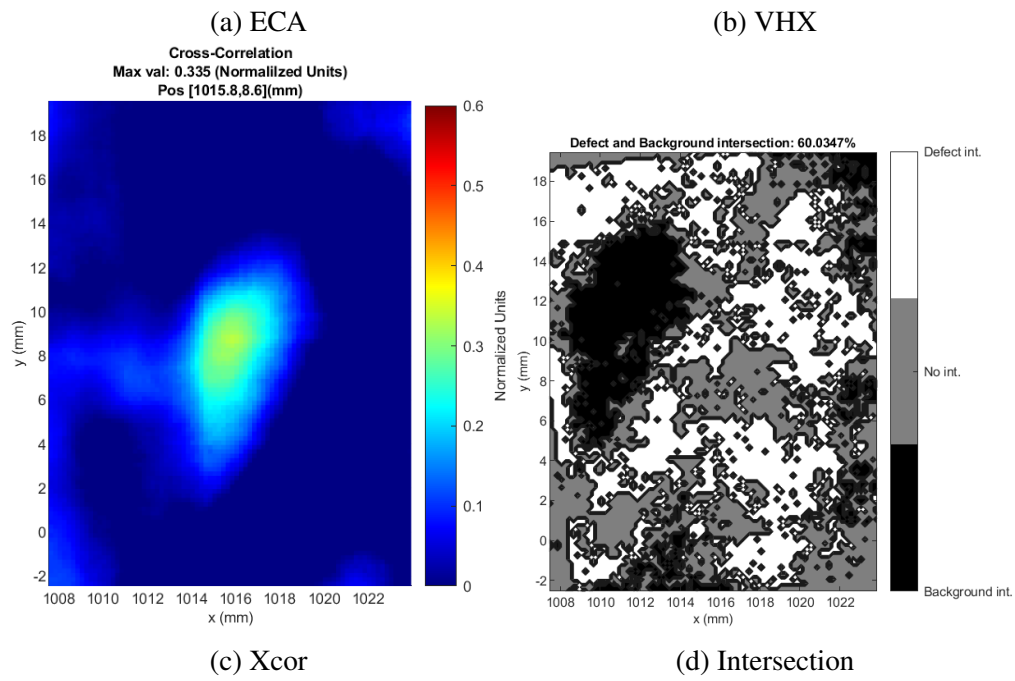 (a) ECA
(b) VHX
Cross-Correlation
Max val: 0.335 (Normalilzed Units)
Pos [1015.8,8.6](mm)
18
16
14
12
10
8
6
4
2
0
-2
y (mm)
1008 1010 1012 1014 1016 1018 1020 1022
x (mm)
0.6
0.5
0.4
0.3
0.2
0.1
0
Normalized Units
(c) Xcor
Defect and Background intersection: 60.0347%
18
16
14
12
10
8
6
4
2
0
-2
y (mm)
1008 1010 1012 1014 1016 1018 1020 1022
x (mm)
Defect int.
No int.
Background int.
(d) Intersection